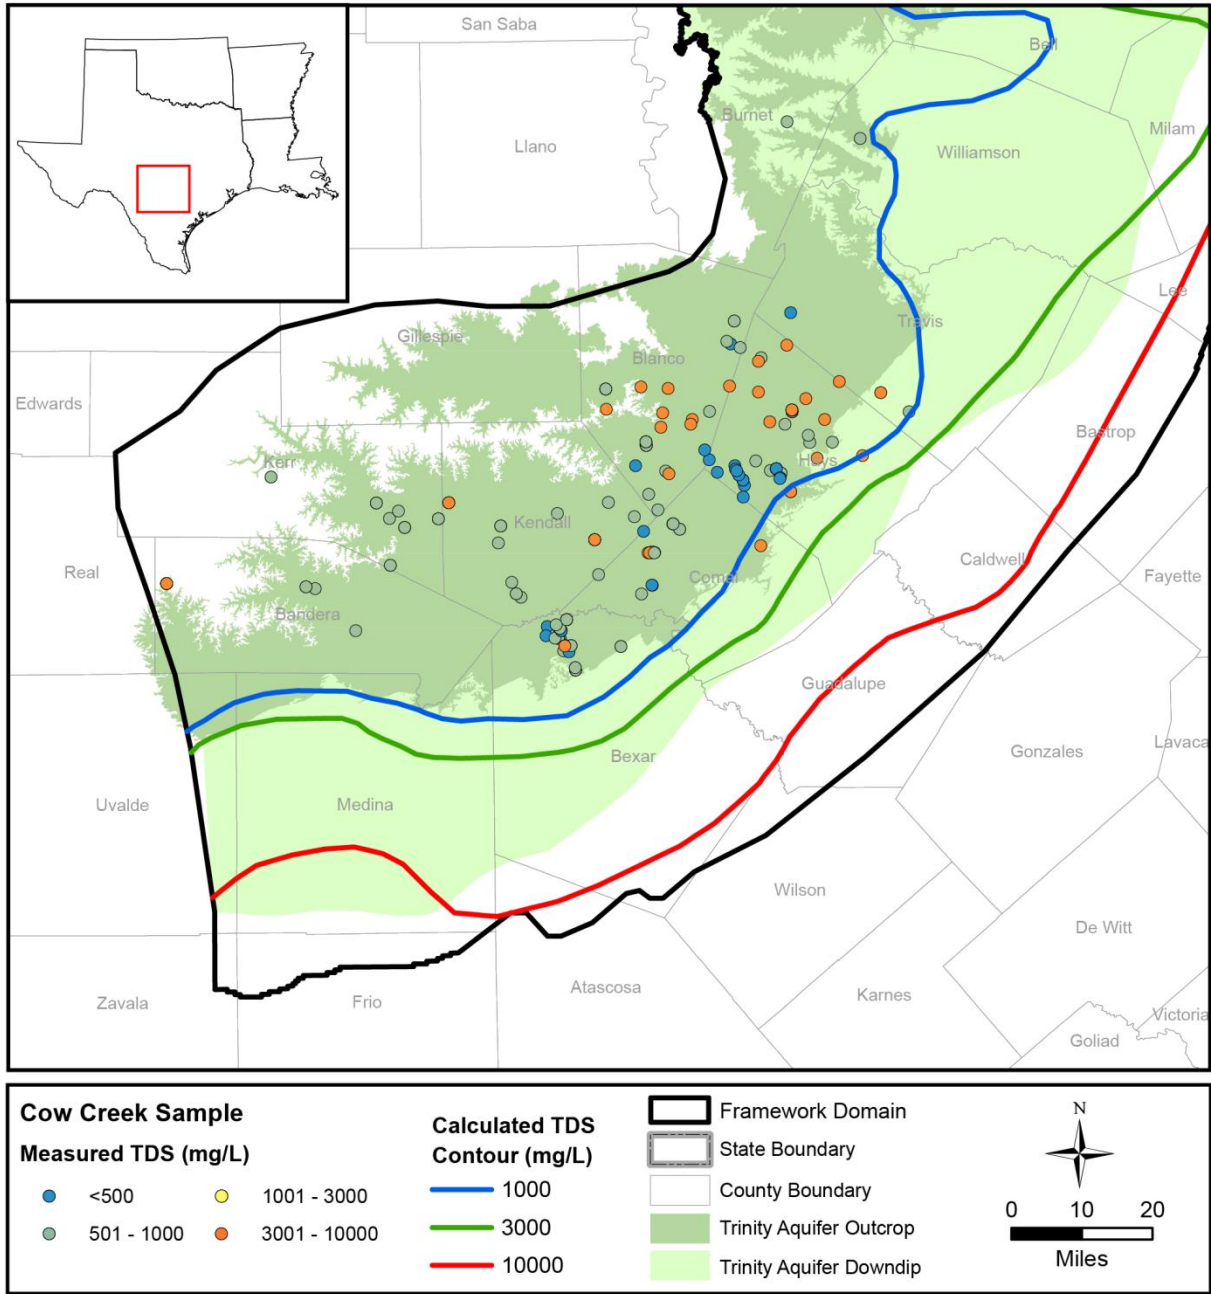 San Saba
Bell
Burnet
Milam
Llano
Williamson
Lee
Travis
Gillespie
Blanco
Edwards
Bastrop
Kerr
Hays
Kendall
Caldwell
Real
Comal
Fayette
Bandera
Guadalupe
Gonzales
Lavaca
Bexar
Uvalde
Medina
Wilson
De Witt
Zavala
Frio
Atascosa
Karnes
Victoria
Goliad
Cow Creek Sample
Measured TDS (mg/L)
<500
1001 - 3000
501 - 1000
3001 - 10000
Calculated TDS
Contour (mg/L)
1000
3000
10000
Framework Domain
State Boundary
County Boundary
Trinity Aquifer Outcrop
Trinity Aquifer Downdip
N
0 10 20
Miles